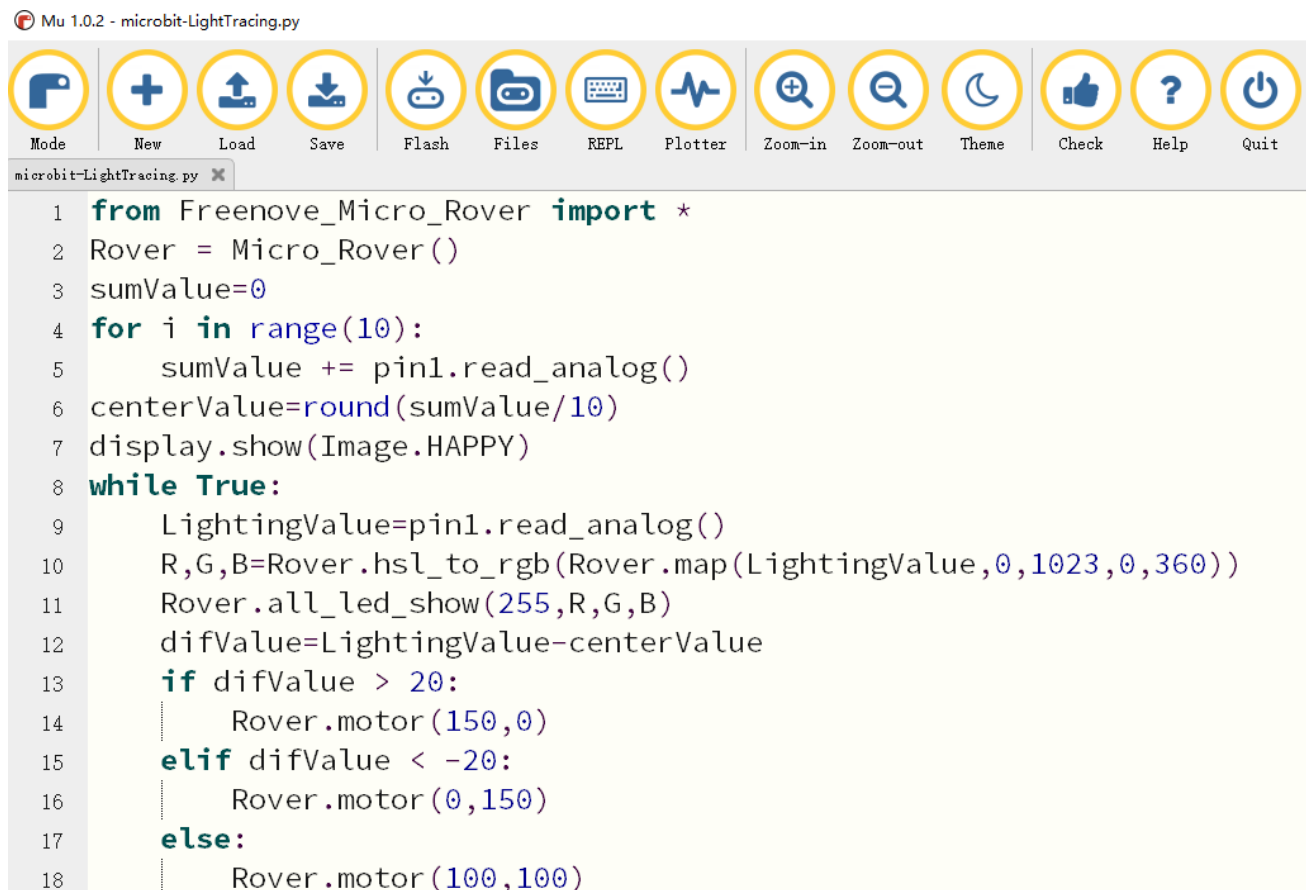 Mu 1.0.2 - microbit-LightTracing.py
Mode New Load Save Flash Files REPL Plotter Zoom-in Zoom-out Theme Check Help Quit
microbit-LightTracing.py
1 from Freenove_Micro_Rover import *
2 Rover = Micro_Rover()
3 sumValue=0
4 for i in range(10):
5     sumValue += pin1.read_analog()
6 centerValue=round(sumValue/10)
7 display.show(Image.HAPPY)
8 while True:
9     LightingValue=pin1.read_analog()
10     R,G,B=Rover.hsl_to_rgb(Rover.map(LightingValue,0,1023,0,360))
11     Rover.all_led_show(255,R,G,B)
12     difValue=LightingValue-centerValue
13     if difValue > 20:
14         Rover.motor(150,0)
15     elif difValue < -20:
16         Rover.motor(0,150)
17     else:
18         Rover.motor(100,100)